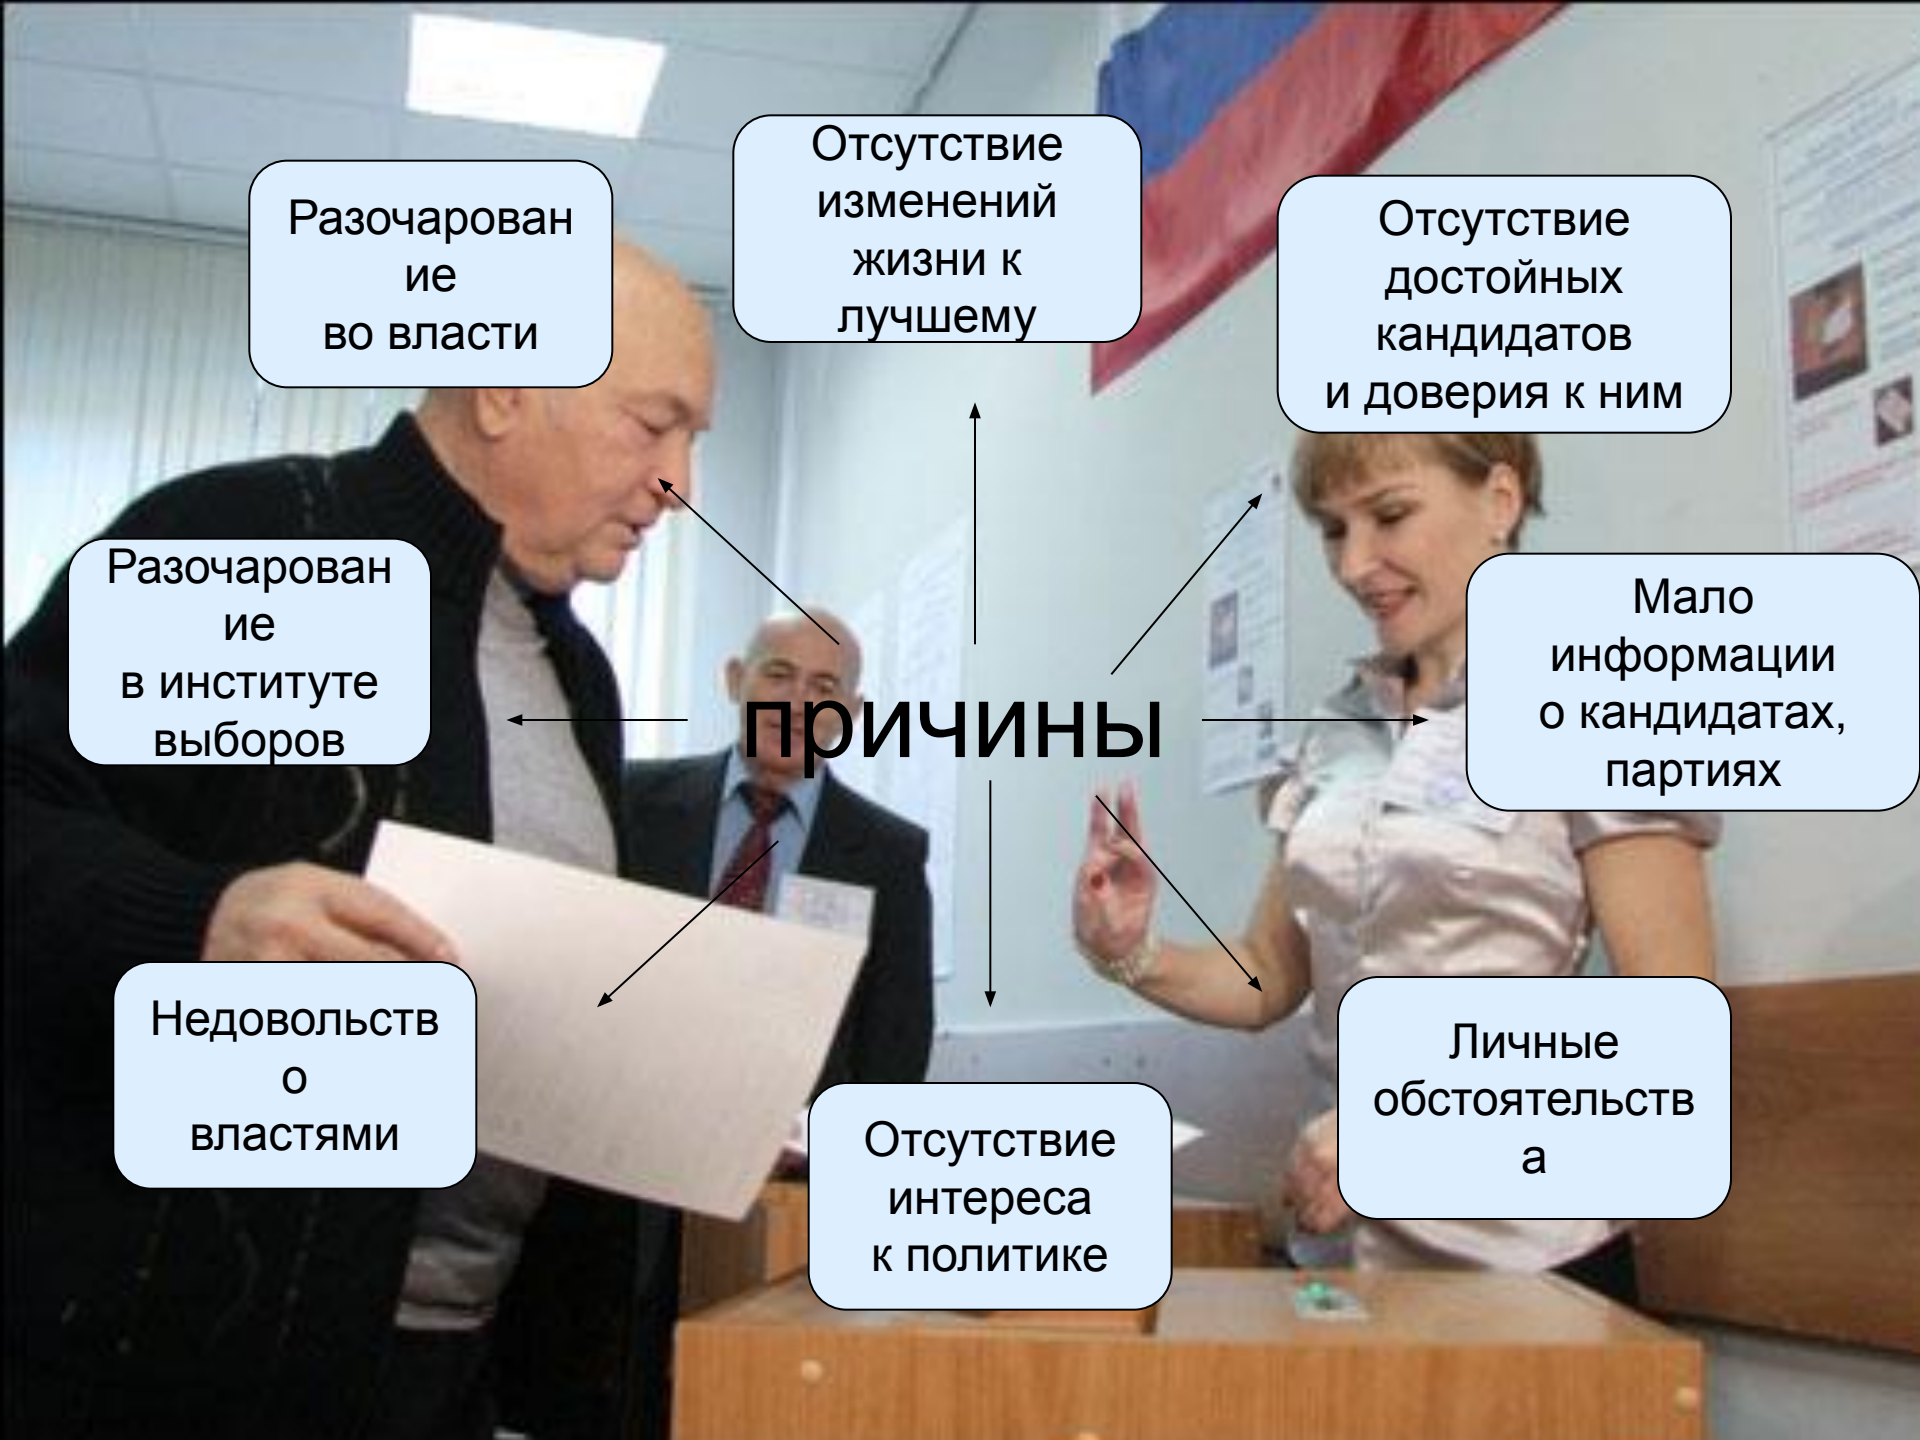 Отсутствие
изменений
жизни к
лучшему
Разочарован
ие
во власти
Отсутствие
достойных
кандидатов
и доверия к ним
Разочарован
ие
в институте
выборов
Мало
информации
о кандидатах,
партиях
причины
Недовольств
о
властями
Личные
обстоятельств
а
Отсутствие
интереса
к политике